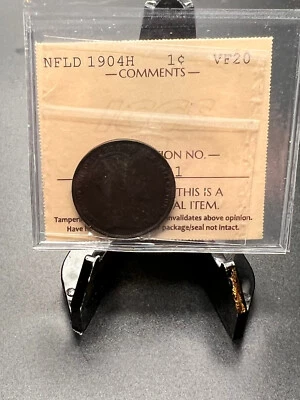 NFLD 1904H 1¢ VF20
—COMMENTS—
ION NO.—
1
THIS IS A
AL ITEM.
Tamper nvalidates above opinion.
Have package/seal not intact.